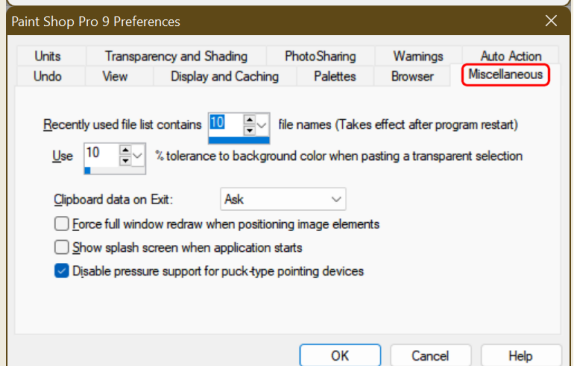 Paint Shop Pro 9 Preferences
Units Transparency and Shading PhotoSharing Warnings Auto Action
Undo View Display and Caching Palettes Browser Miscellaneous
Recently used file list contains 10 file names (Takes effect after program restart)
Use 10 % tolerance to background color when pasting a transparent selection
Clipboard data on Exit: Ask
Force full window redraw when positioning image elements
Show splash screen when application starts
Disable pressure support for puck-type pointing devices
OK Cancel Help